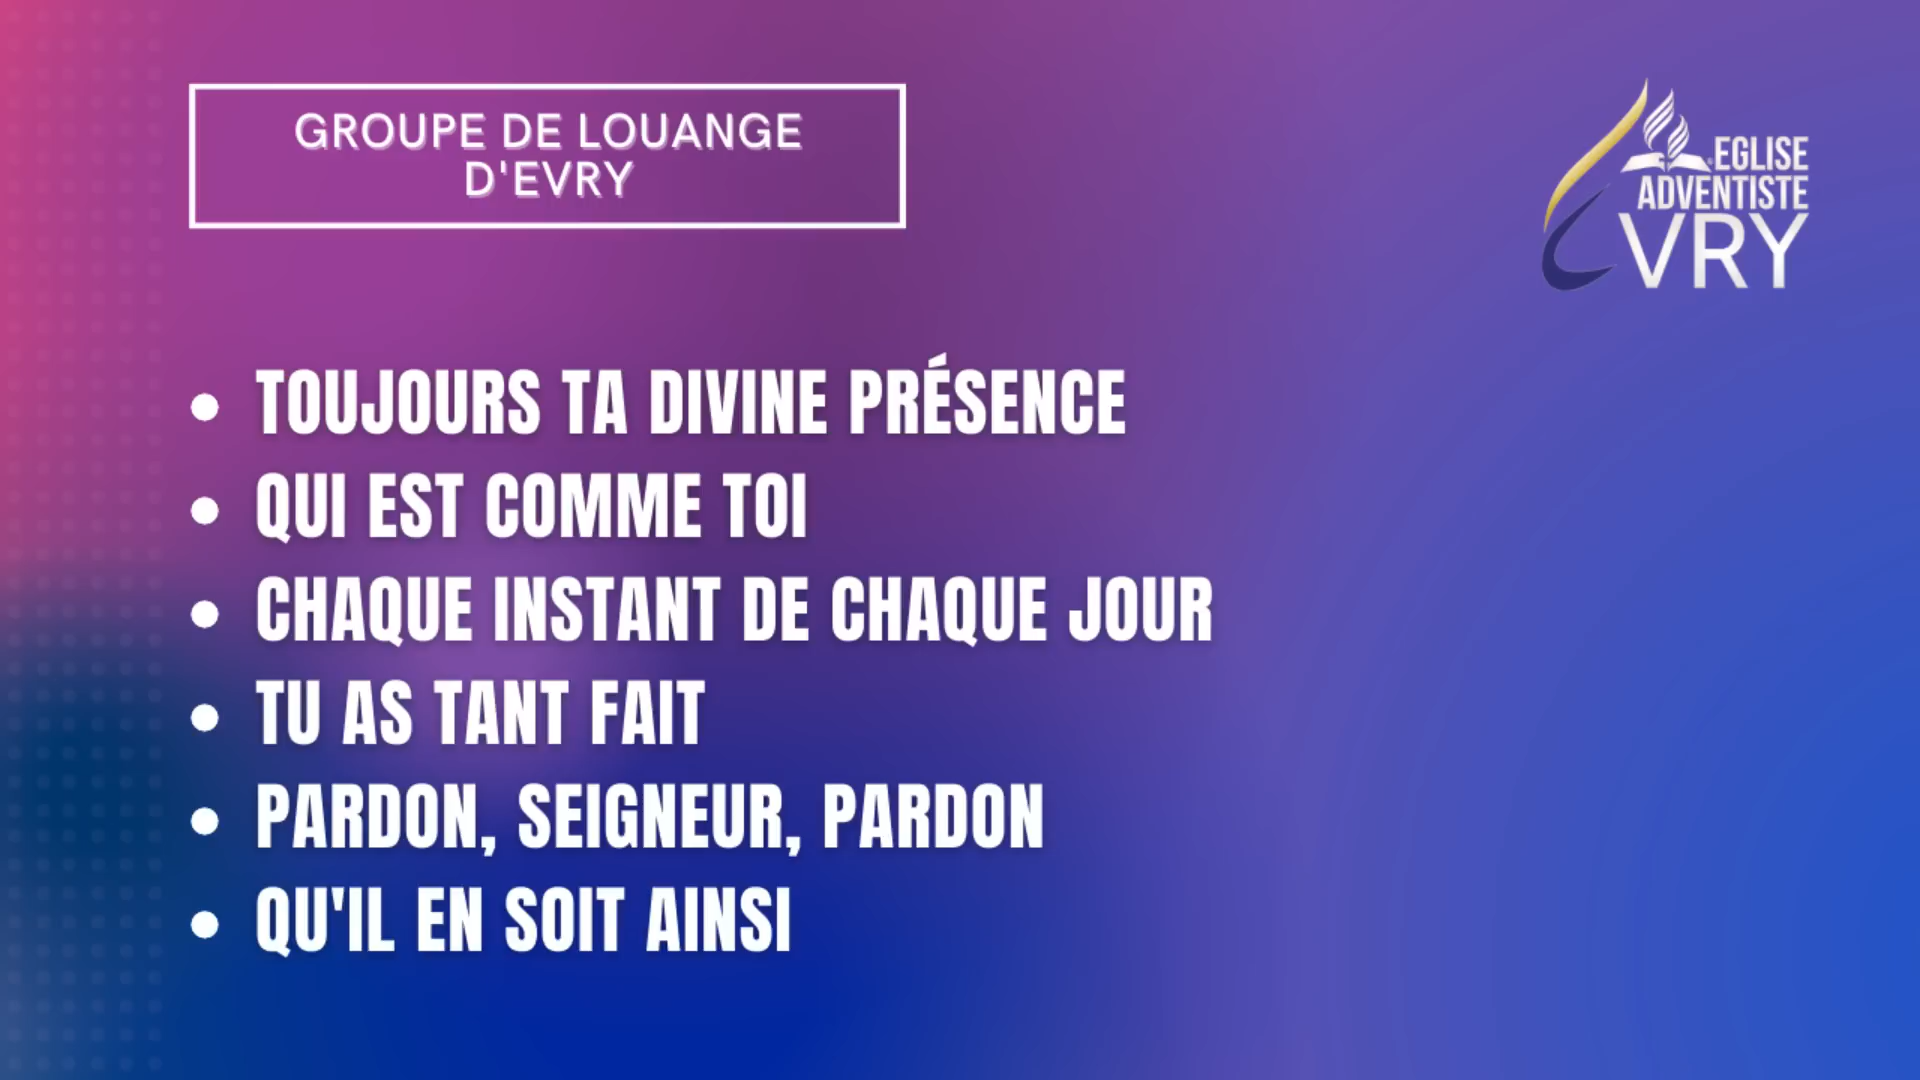 GROUPE DE LOUANGE
D'EVRY
EGLISE
ADVENTISTE
VRY
• TOUJOURS TA DIVINE PRÉSENCE
• QUI EST COMME TOI
• CHAQUE INSTANT DE CHAQUE JOUR
• TU AS TANT FAIT
• PARDON, SEIGNEUR, PARDON
• QU'IL EN SOIT AINSI